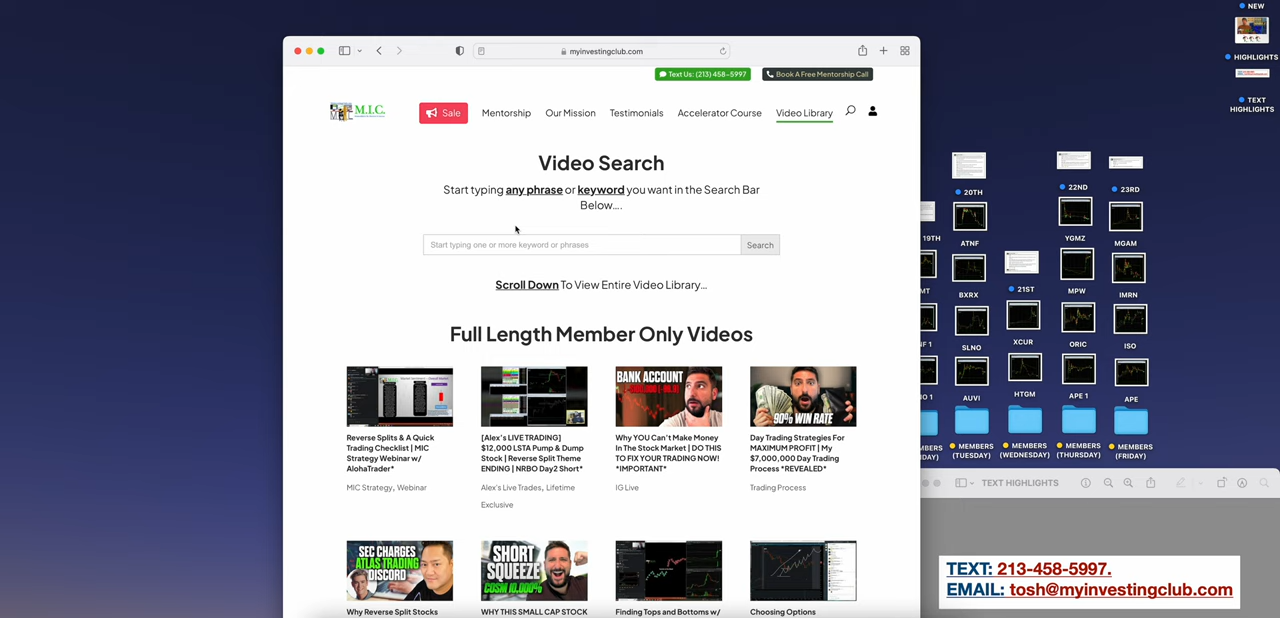 myinvestingclub.com
Text Us: (213) 458-5997
Book A Free Mentorship Call
M.I.C.
Sale
Mentorship
Our Mission
Testimonials
Accelerator Course
Video Library
Video Search
Start typing any phrase or keyword you want in the Search Bar
Below....
Start typing one or more keyword or phrases
Search
Scroll Down To View Entire Video Library...
Full Length Member Only Videos
BANK ACCOUNT
90% WIN RATE
Reverse Splits & A Quick
Trading Checklist | MIC
Strategy Webinar w/
AlohaTrader*
MIC Strategy, Webinar
[Alex's LIVE TRADING]
$12,000 LSTA Pump & Dump
Stock | Reverse Split Theme
ENDING | NRBO Day2 Short*
Alex's Live Trades, Lifetime
Exclusive
Why YOU Can't Make Money
In The Stock Market | DO THIS
TO FIX YOUR TRADING NOW!
*IMPORTANT*
IG Live
Day Trading Strategies For
MAXIMUM PROFIT | My
$7,000,000 Day Trading
Process *REVEALED*
Trading Process
SEC CHARGES
ATLAS TRADING
DISCORD
SHORT
SQUEEZE
COSM 10,000%
Why Reverse Split Stocks
WHY THIS SMALL CAP STOCK
Finding Tops and Bottoms w/
Choosing Options
NEW
HIGHLIGHTS
TEXT
HIGHLIGHTS
19TH
20TH
22ND
23RD
ATNF
YGMZ
MGAM
BXRX
21ST
MPW
IMRN
SLNO
XCUR
ORIC
ISO
AUVI
HTGM
APE 1
APE
MEMBERS
(TUESDAY)
MEMBERS
(WEDNESDAY)
MEMBERS
(THURSDAY)
MEMBERS
(FRIDAY)
TEXT HIGHLIGHTS
TEXT: 213-458-5997.
EMAIL: tosh@myinvestingclub.com